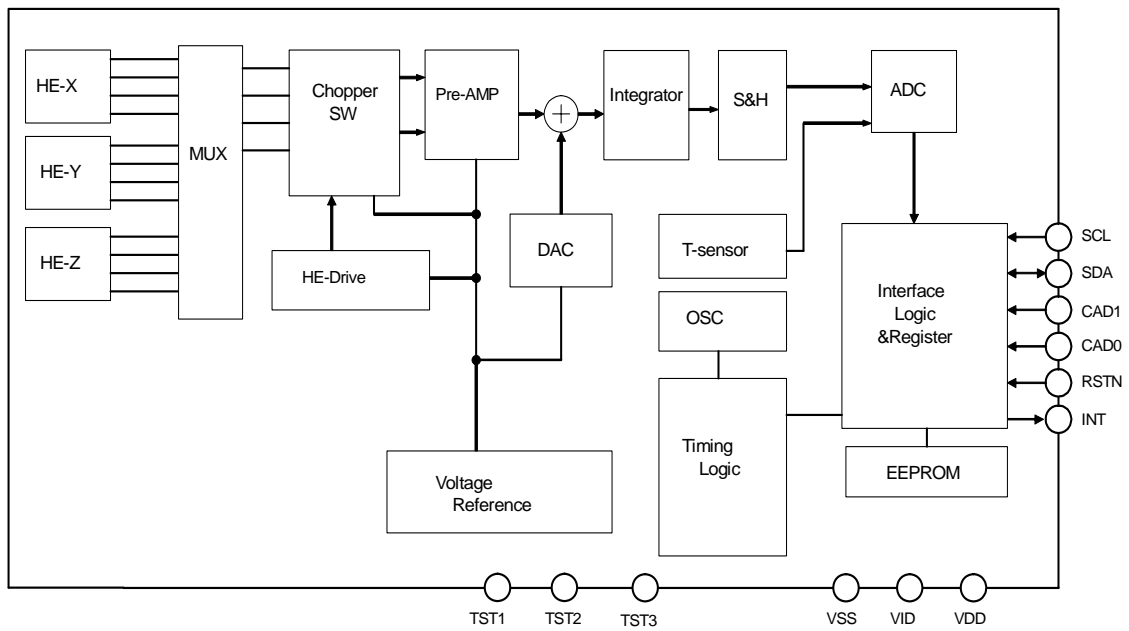 HE-X
HE-Y
HE-Z
MUX
Chopper
SW
HE-Drive
Pre-AMP
DAC
Integrator
S&H
ADC
T-sensor
OSC
Timing
Logic
Voltage
Reference
Interface
Logic
&Register
EEPROM
SCL
SDA
CAD1
CAD0
RSTN
INT
TST1
TST2
TST3
VSS
VID
VDD